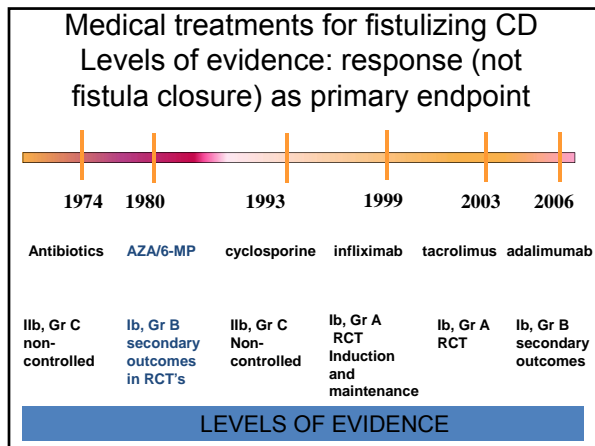 Medical treatments for fistulizing CD
Levels of evidence: response (not
fistula closure) as primary endpoint
1974 1980 1993 1999 2003 2006
Antibiotics AZA/6-MP cyclosporine infliximab tacrolimus adalimumab
IIb, Gr C
non-
controlled
Ib, Gr B
secondary
outcomes
in RCT's
IIb, Gr C
Non-
controlled
Ib, Gr A
RCT
Induction
and
maintenance
Ib, Gr A
RCT
Ib, Gr B
secondary
outcomes
LEVELS OF EVIDENCE